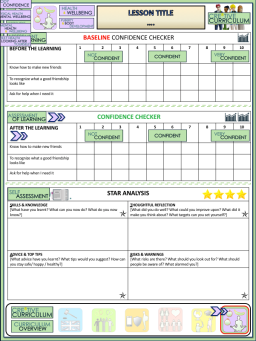 CONFIDENCE
HEALTH
WELLBEING
LESSON TITLE
....
CRE TIVE
CURRICULUM
BASELINE CONFIDENCE CHECKER
BEFORE THE LEARNING
1 2 3 4 5 6 7 8 9 10
NOT CONFIDENT
CONFIDENT
VERY CONFIDENT
Know how to make new friends
To recognise what a good friendship
looks like
Ask for help when I need it
ASSESSMENT
OF LEARNING
CONFIDENCE CHECKER
AFTER THE LEARNING
1 2 3 4 5 6 7 8 9 10
NOT CONFIDENT
CONFIDENT
VERY CONFIDENT
Know how to make new friends
To recognise what a good friendship
looks like
Ask for help when I need it
SELF
ASSESSMENT
STAR ANALYSIS
SKILLS & KNOWLEDGE
(What have you learnt? What can you now do? What do you now
know?)
THOUGHTFUL REFLECTION
(What did you do well? What could you improve upon? What did it
make you think about? What targets can you set yourself?)
ADVICE & TOP TIPS
(What advice have you learnt? What tips would you suggest? How can
you stay safe/ happy / healthy?)
RISKS & WARNINGS
(What risks are there? What should you look out for? What should
people be aware of? What alarmed you?)
CURRICULUM
CURRICULUM
OVERVIEW